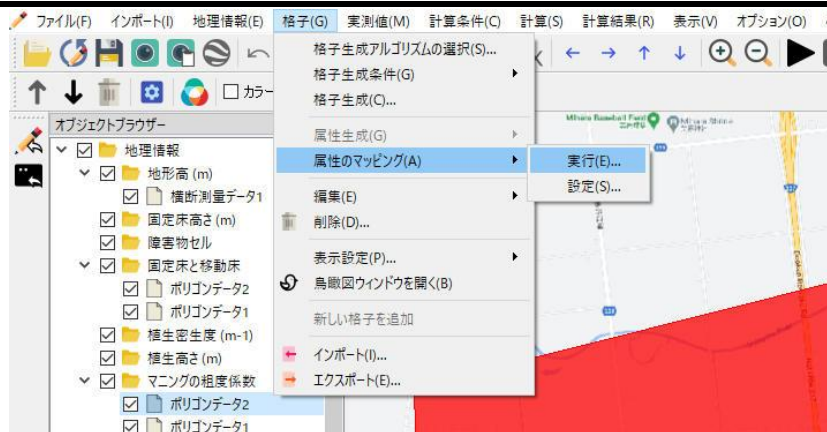 ファイル(F) インポート(I) 地理情報(E) 格子(G) 実測値(M) 計算条件(C) 計算(S) 計算結果(R) 表示(V) オプション(O)
カラー
オブジェクトブラウザー
地理情報
地形高 (m)
横断測量データ1
固定床高さ (m)
障害物セル
固定床と移動床
ポリゴンデータ2
ポリゴンデータ1
植生密生度 (m-1)
植生高さ (m)
マニングの粗度係数
ポリゴンデータ2
ポリゴンデータ1
格子生成アルゴリズムの選択(S)...
格子生成条件(G)
格子生成(C)...
属性生成(G)
属性のマッピング(A)
編集(E)
削除(D)...
表示設定(P)...
鳥瞰図ウィンドウを開く(B)
新しい格子を追加
インポート(I)...
エクスポート(E)...
実行(E)...
設定(S)...
Mihara Baseball Field